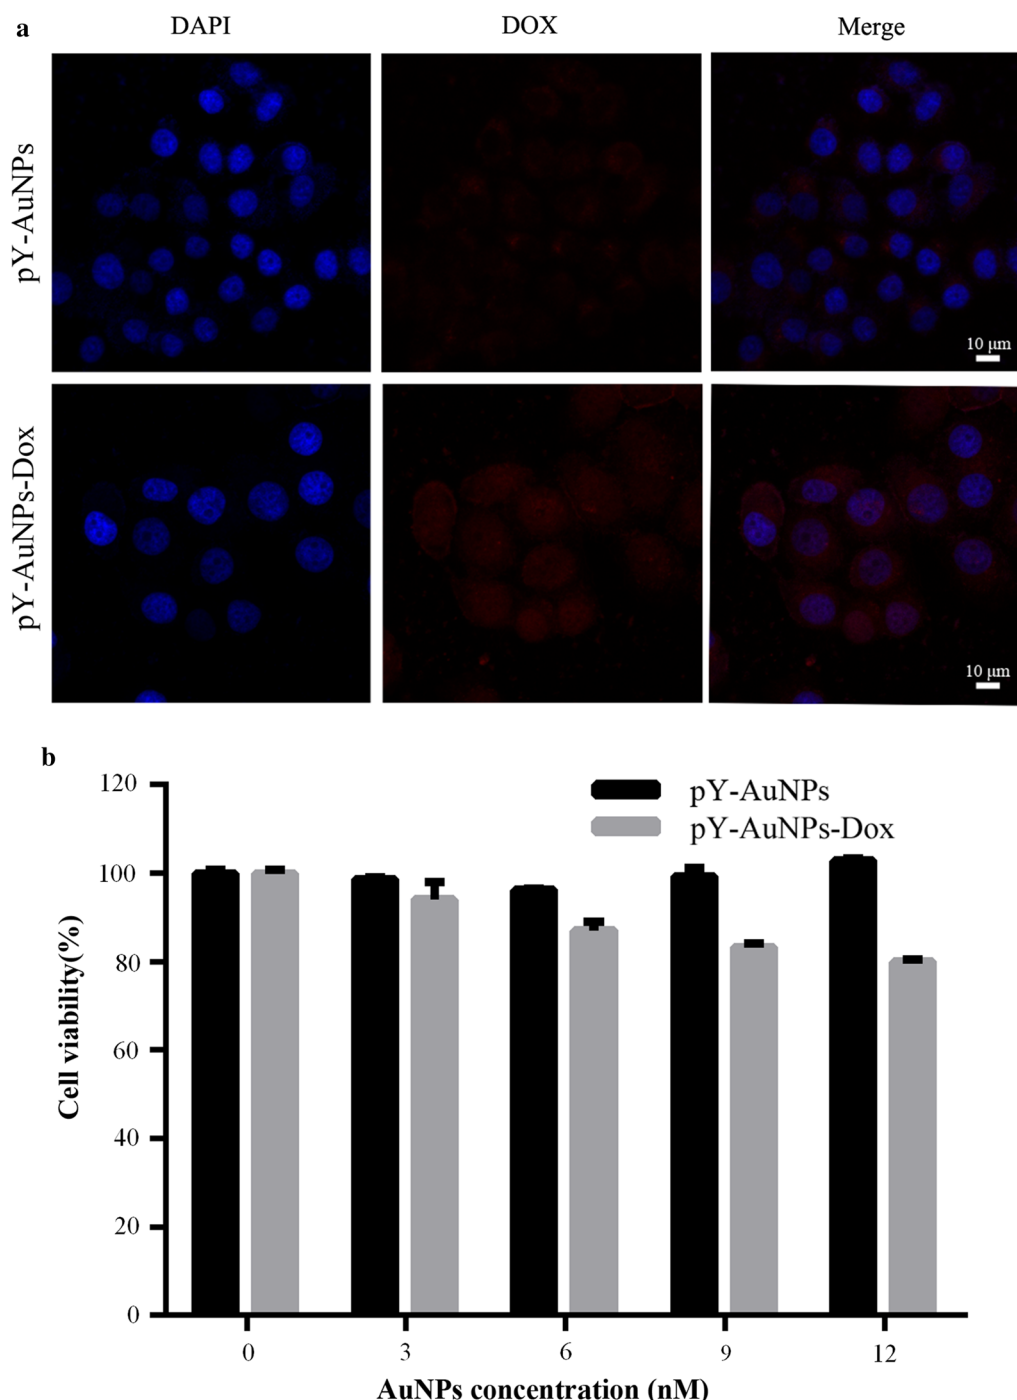 a
DAPI DOX Merge
pY-AuNPs
10 µm
pY-AuNPs-Dox
10 µm
b
120
100
80
60
40
20
0
Cell viability(%)
pY-AuNPs
pY-AuNPs-Dox
0 3 6 9 12
AuNPs concentration (nM)